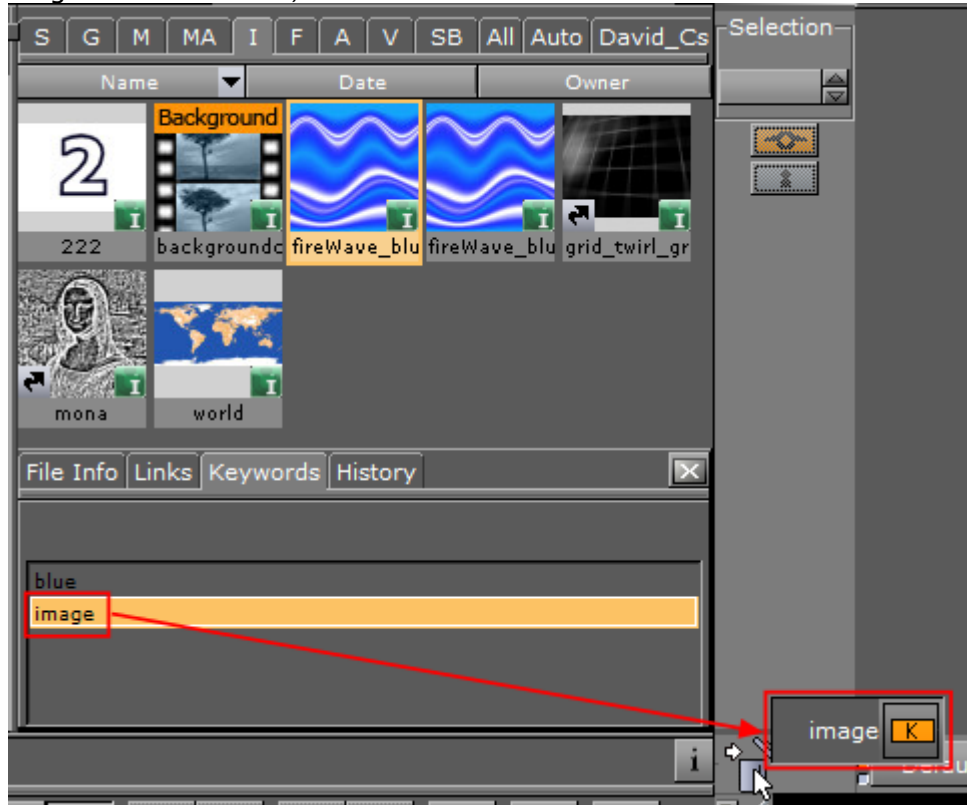 S G M MA I F A V SB All Auto David_Cs
Selection
Name Date Owner
2
Background
I I I I I
222 backgroundc fireWave_blu fireWave_blu grid_twirl_gr
I I
mona world
File Info Links Keywords History
blue
image
image K
i